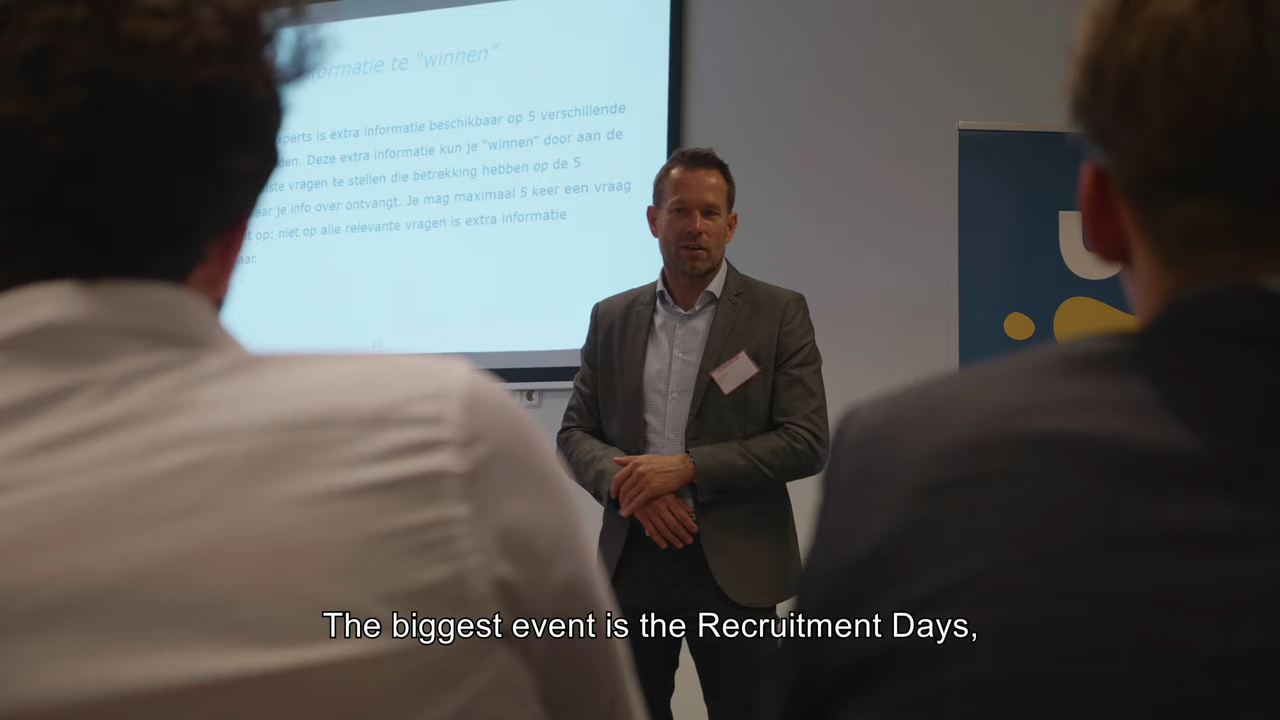 informatie te "winnen"
experts is extra informatie beschikbaar op 5 verschillende
den. Deze extra informatie kun je "winnen" door aan de
ste vragen te stellen die betrekking hebben op de 5
aar je info over ontvangt. Je mag maximaal 5 keer een vraag
et op: niet op alle relevante vragen is extra informatie
aar.
The biggest event is the Recruitment Days,